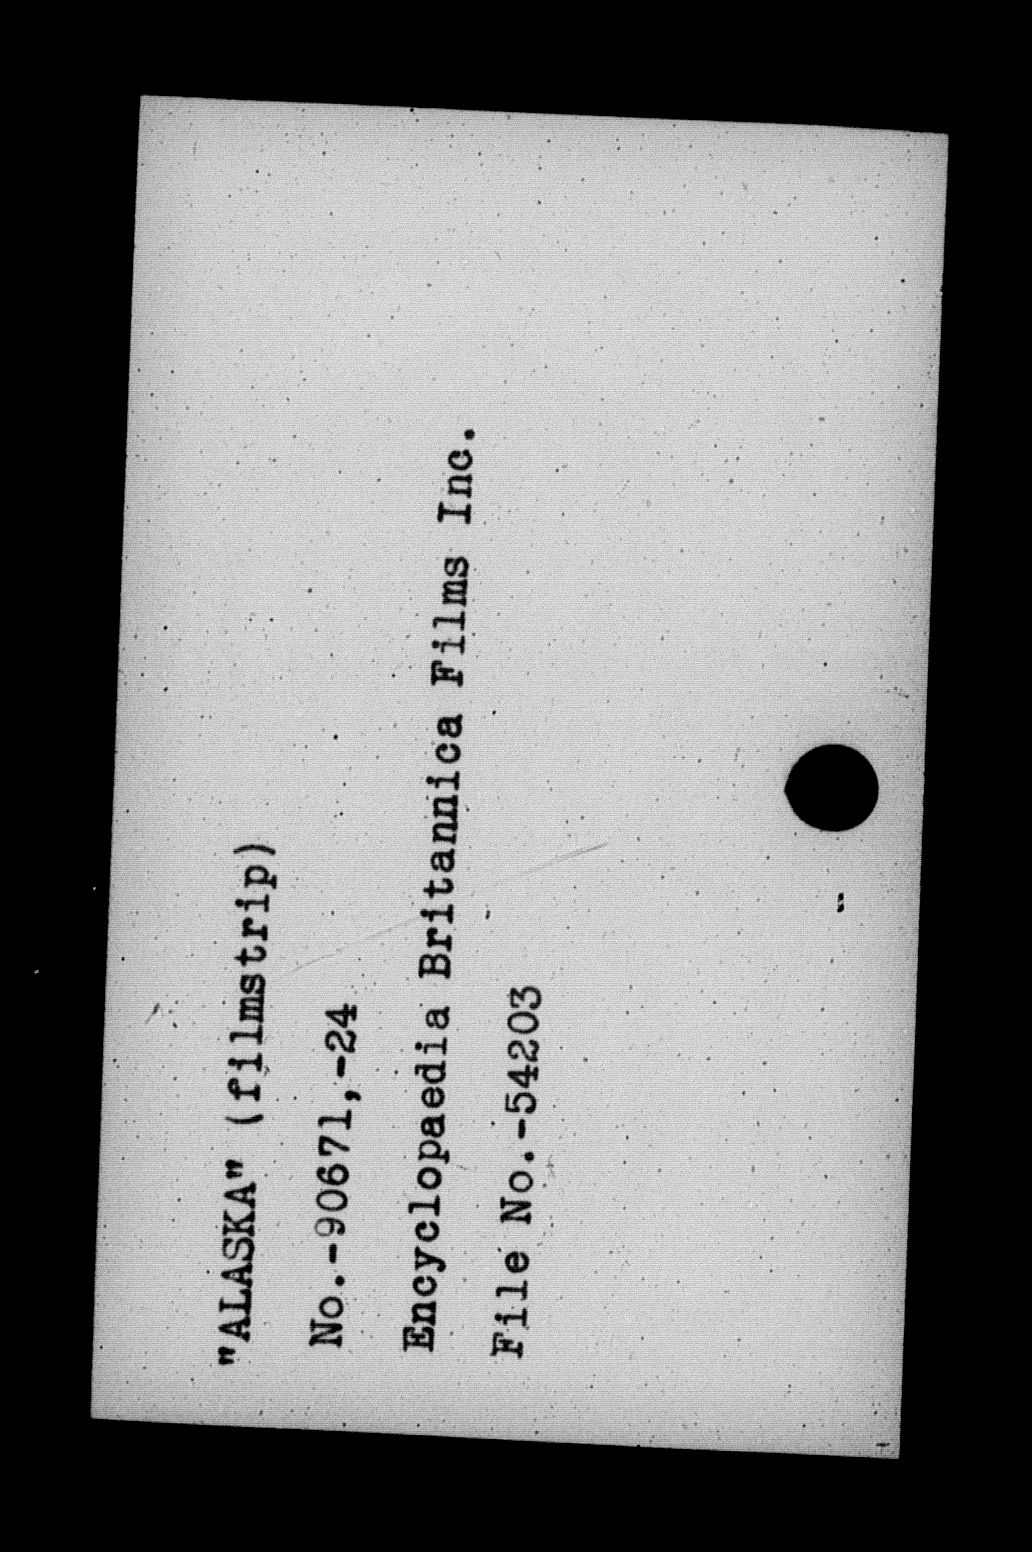 "ALASKA" (filmstrip)
No.-90671,-24
Encyclopaedia Britannica Films Inc.
File No.-54203